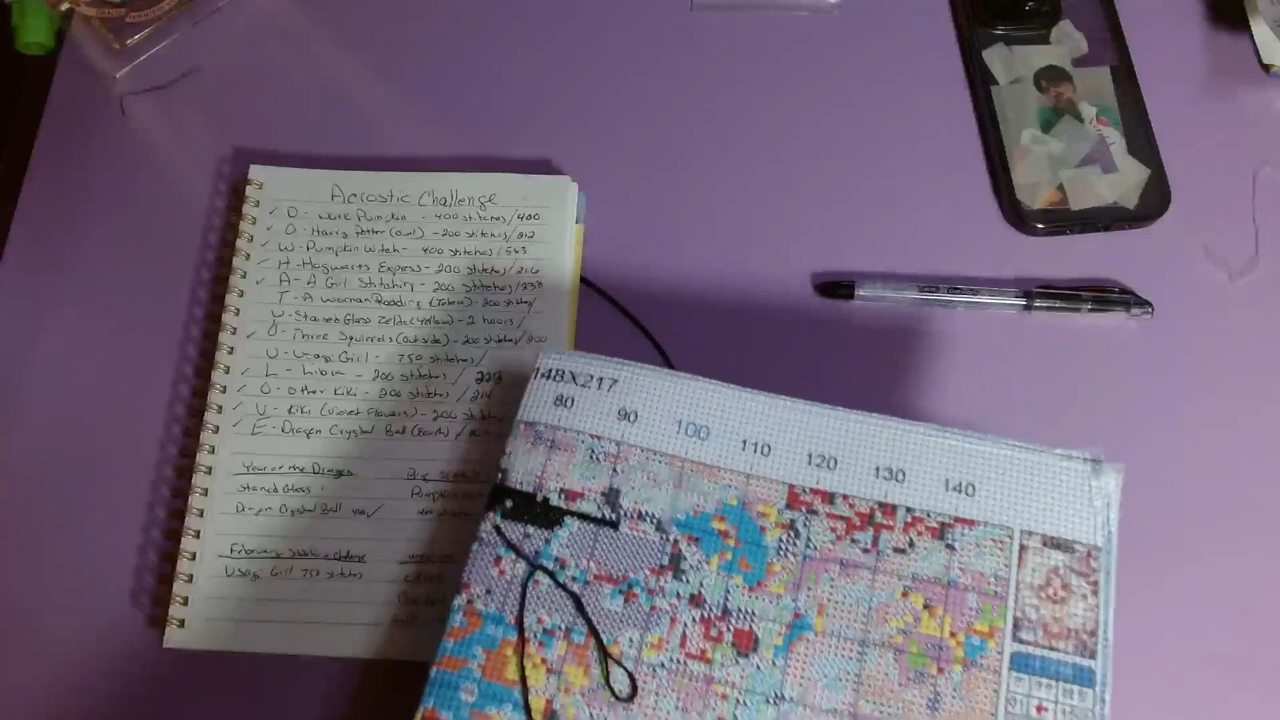 Acrostic Challenge
✓ O - Work Pumpkin - 400 stitches/400
✓ O - Harry Potter (owl) - 200 stitches/212
✓ W - Pumpkin Witch - 400 stitches/563
✓ H - Hogwarts Express - 200 stitches/216
✓ A - A Girl Stitching - 200 stitches/238
T - A Woman Reading - 200 stitches/
U - Stained Glass Zelda (Yellow) - 2 hours/
✓ O - Three Squirrels (outside) - 200 stitches/200
U - Usagi Girl - 750 stitches/
✓ L - Libra - 200 stitches / 223
✓ O - Other Kiki - 200 stitches / 214
✓ V - Kiki (Violet Flowers) - 200
✓ E - Dragon Crystal Ball (Earth) /
Year of the Dragon
Stained Glass
Pumpkin
Dragon Crystal Ball 400 ✓
February Challenge
Usagi Girl 750 stitches
148X217
80 90 100 110 120 130 140